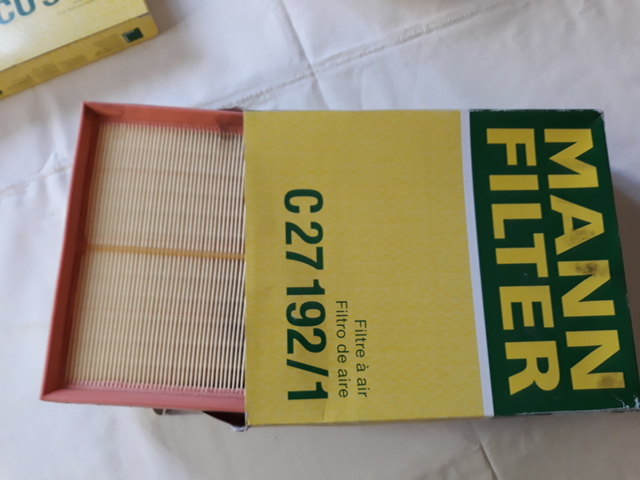 MANN
FILTER
C 27 192/1
Filtre à air
Filtro de aire